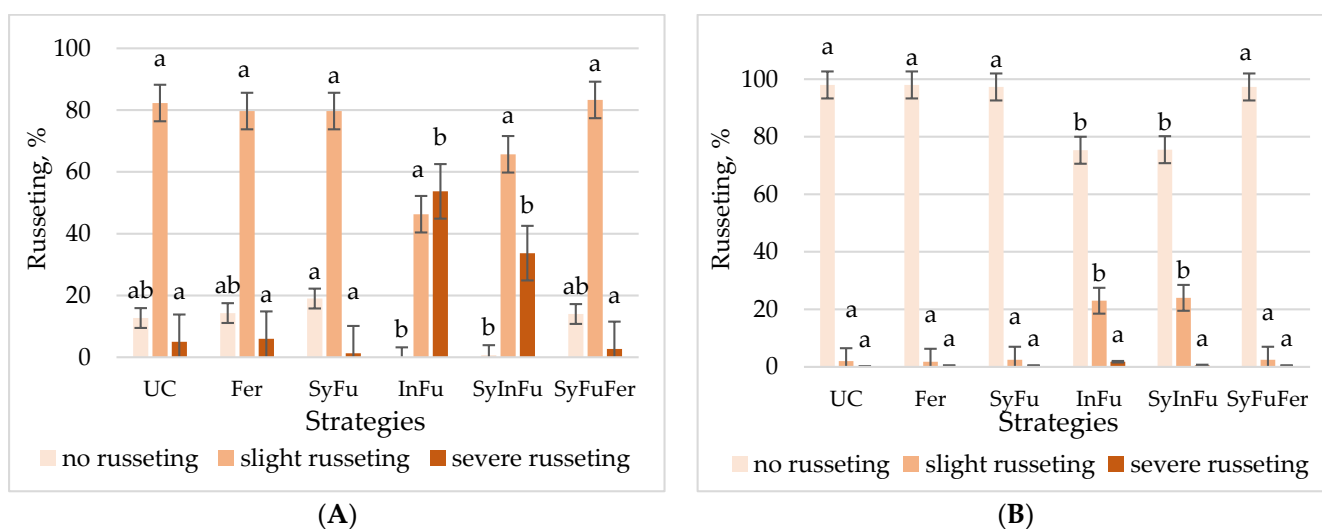 100
80
60
40
20
0
Russeting, %
a
a
a
a
a
a
b
b
ab
a
ab
a
a
a
b
b
ab
a
UC Fer SyFu InFu SyInFu SyFuFer
Strategies
no russeting slight russeting severe russeting
(A)
100
80
60
40
20
0
Russeting, %
a
a
a
b
b
a
a
a
a
a
a
a
b
a
b
a
a
a
UC Fer SyFu InFu SyInFu SyFuFer
Strategies
no russeting slight russeting severe russeting
(B)